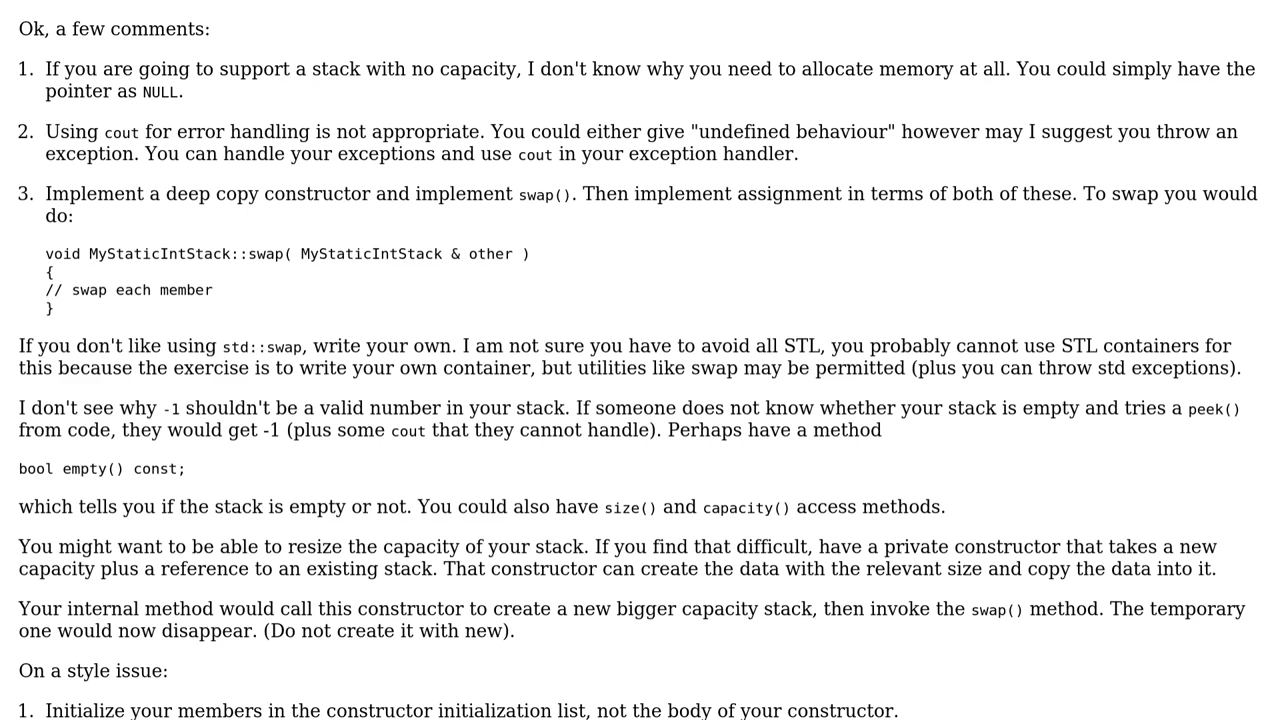 Ok, a few comments:
1. If you are going to support a stack with no capacity, I don't know why you need to allocate memory at all. You could simply have the
pointer as NULL.
2. Using cout for error handling is not appropriate. You could either give "undefined behaviour" however may I suggest you throw an
exception. You can handle your exceptions and use cout in your exception handler.
3. Implement a deep copy constructor and implement swap(). Then implement assignment in terms of both of these. To swap you would
do:
void MyStaticIntStack::swap( MyStaticIntStack & other )
{
// swap each member
}
If you don't like using std::swap, write your own. I am not sure you have to avoid all STL, you probably cannot use STL containers for
this because the exercise is to write your own container, but utilities like swap may be permitted (plus you can throw std exceptions).
I don't see why -1 shouldn't be a valid number in your stack. If someone does not know whether your stack is empty and tries a peek()
from code, they would get -1 (plus some cout that they cannot handle). Perhaps have a method
bool empty() const;
which tells you if the stack is empty or not. You could also have size() and capacity() access methods.
You might want to be able to resize the capacity of your stack. If you find that difficult, have a private constructor that takes a new
capacity plus a reference to an existing stack. That constructor can create the data with the relevant size and copy the data into it.
Your internal method would call this constructor to create a new bigger capacity stack, then invoke the swap() method. The temporary
one would now disappear. (Do not create it with new).
On a style issue:
1. Initialize your members in the constructor initialization list, not the body of your constructor.